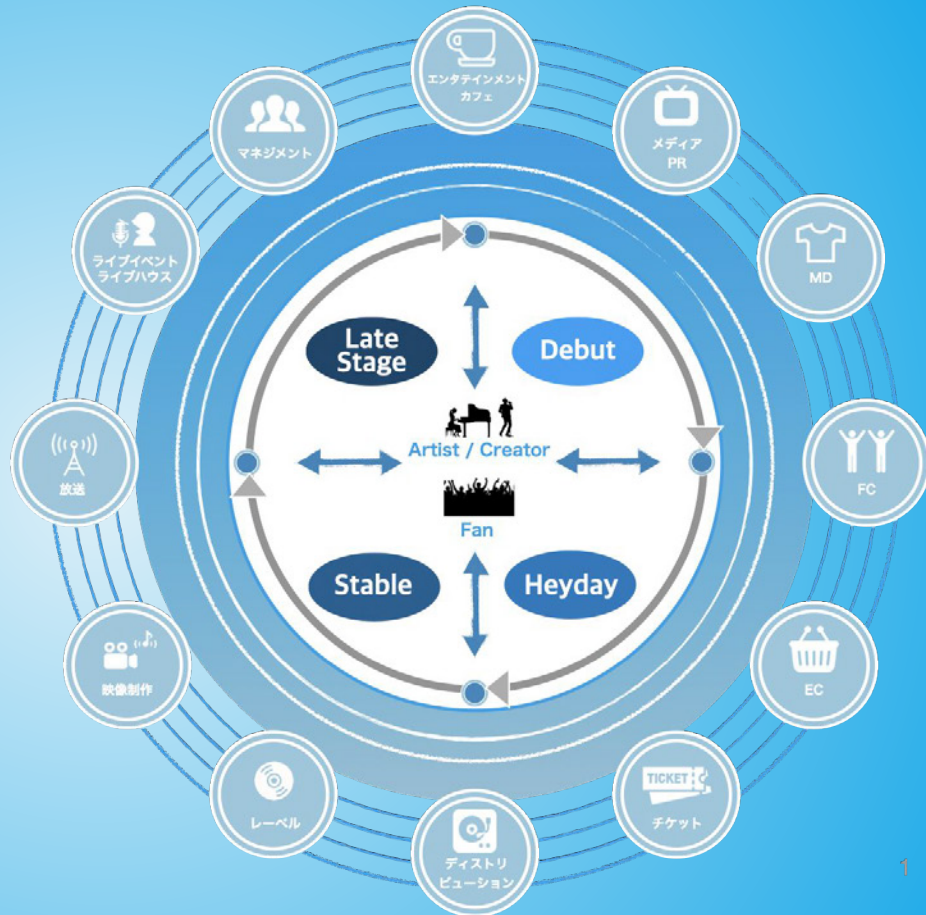 エンタテインメント
カフェ
メディア
PR
MD
FC
EC
TICKET
チケット
ディストリ
ビューション
レーベル
映像制作
放送
ライブイベント
ライブハウス
マネジメント
Late
Stage
Debut
Artist / Creator
Fan
Stable
Heyday
1